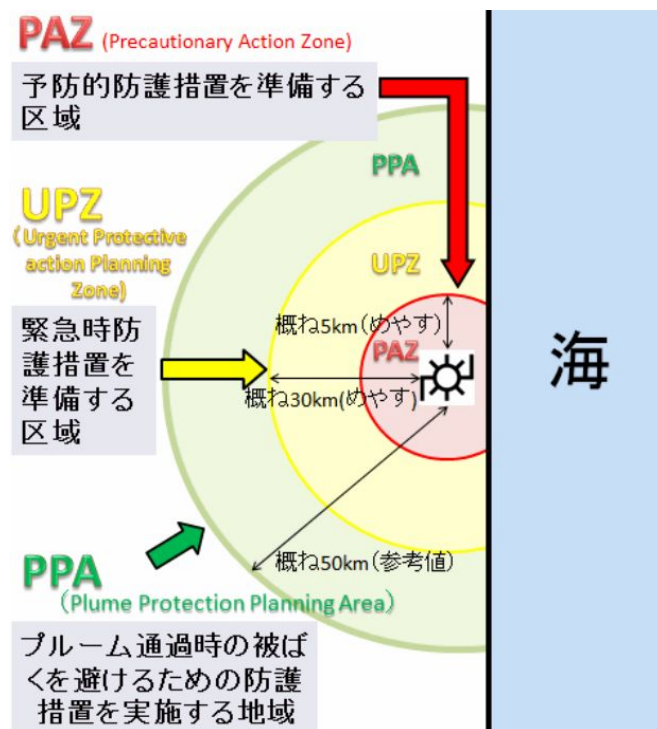 PAZ (Precautionary Action Zone)
予防的防護措置を準備する
区域
PPA
UPZ
(Urgent Protective
action Planning
Zone)
UPZ
緊急時防
護措置を
準備する
区域
概ね5km(めやす)
PAZ
概ね30km(めやす)
海
概ね50km(参考値)
PPA
(Plume Protection Planning Area)
プルーム通過時の被ば
くを避けるための防護
措置を実施する地域